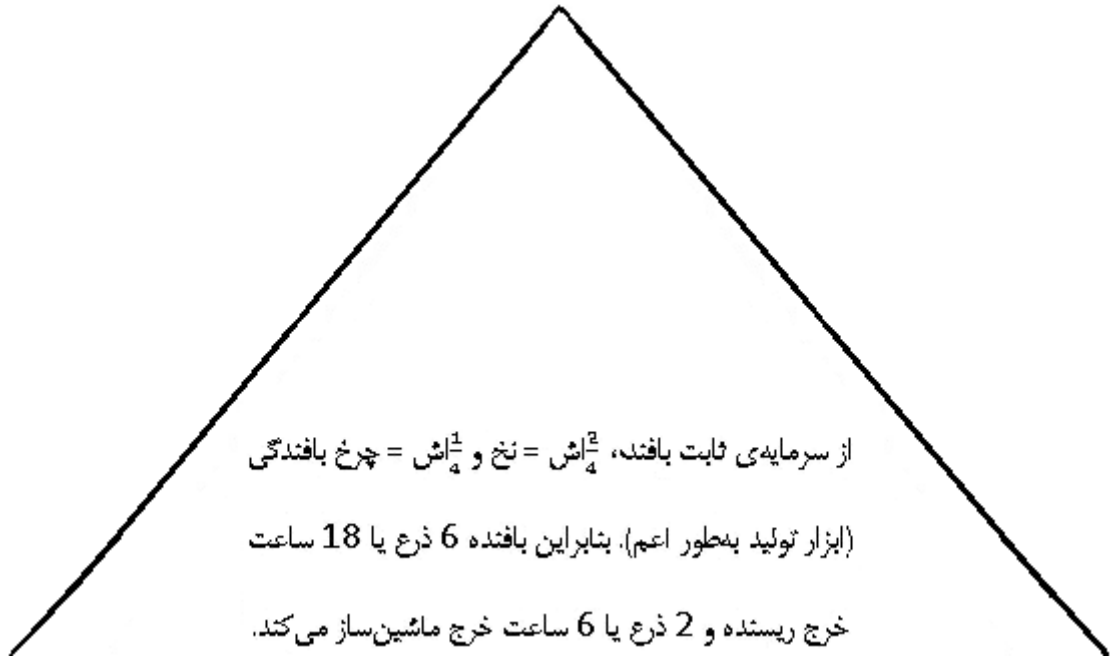 از سرمایه‌ی ثابت بافنده، ¾اش = نخ و ¼اش = چرخ بافندگی
(ابزار تولید به‌طور اعم). بنابراین بافنده 6 ذرع یا 18 ساعت
خرج ریسنده و 2 ذرع یا 6 ساعت خرج ماشین‌ساز می‌کند.